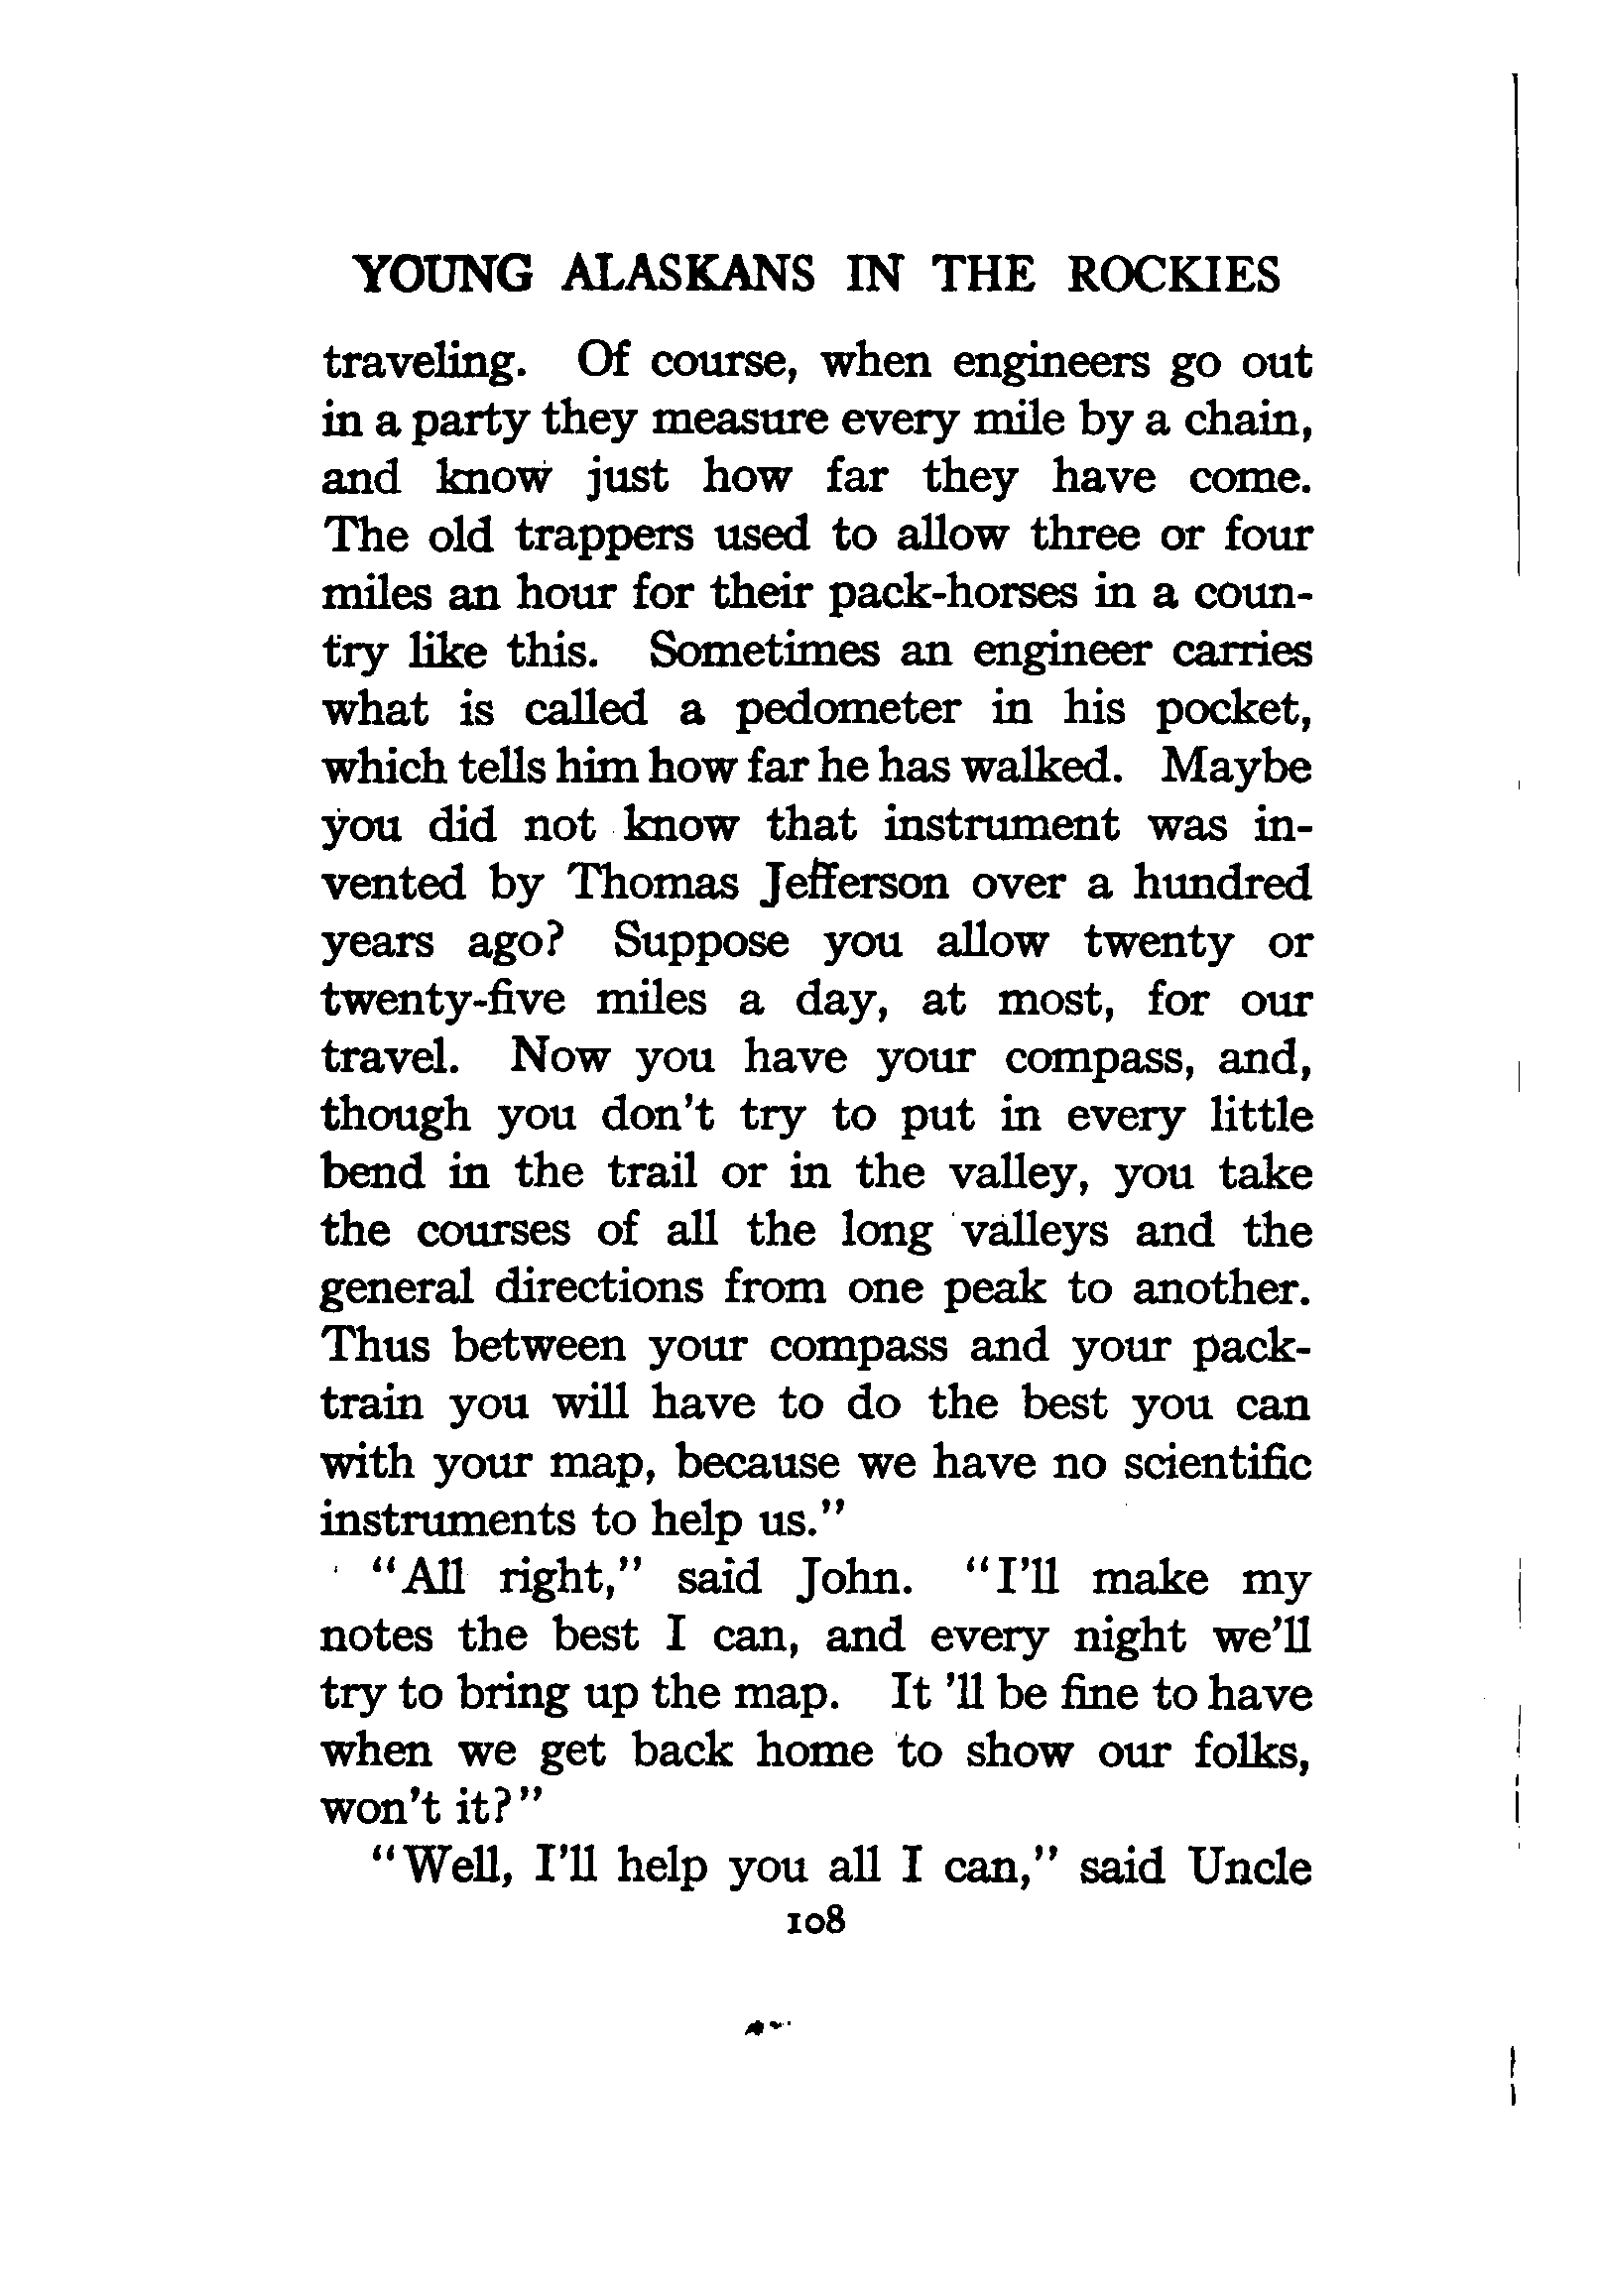 YOUNG ALASKANS IN THE ROCKIES
traveling. Of course, when engineers go out
in a party they measure every mile by a chain,
and know just how far they have come.
The old trappers used to allow three or four
miles an hour for their pack-horses in a coun-
try like this. Sometimes an engineer carries
what is called a pedometer in his pocket,
which tells him how far he has walked. Maybe
you did not know that instrument was in-
vented by Thomas Jefferson over a hundred
years ago? Suppose you allow twenty or
twenty-five miles a day, at most, for our
travel. Now you have your compass, and,
though you don't try to put in every little
bend in the trail or in the valley, you take
the courses of all the long valleys and the
general directions from one peak to another.
Thus between your compass and your pack-
train you will have to do the best you can
with your map, because we have no scientific
instruments to help us."
"All right," said John. "I'll make my
notes the best I can, and every night we'll
try to bring up the map. It 'll be fine to have
when we get back home to show our folks,
won't it?"
"Well, I'll help you all I can," said Uncle
108